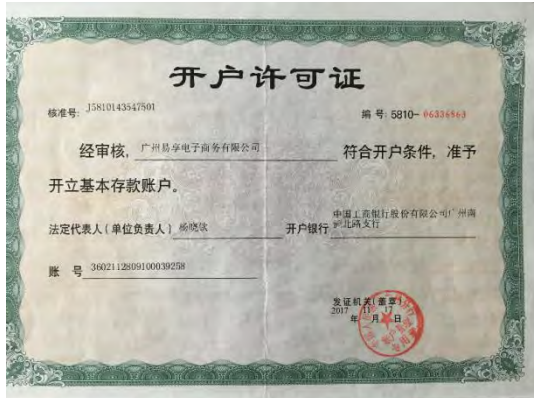 开户许可证
核准号: J5810143547501 编号: 5810-06336863
经审核, 广州易享电子商务有限公司 符合开户条件, 准予
开立基本存款账户。
法定代表人(单位负责人) 杨晓钦 开户银行 中国工商银行股份有限公司广州南
北路支行
账 号 3602112809100039258
发证机关(盖章)
2017 11 17
年 月 日